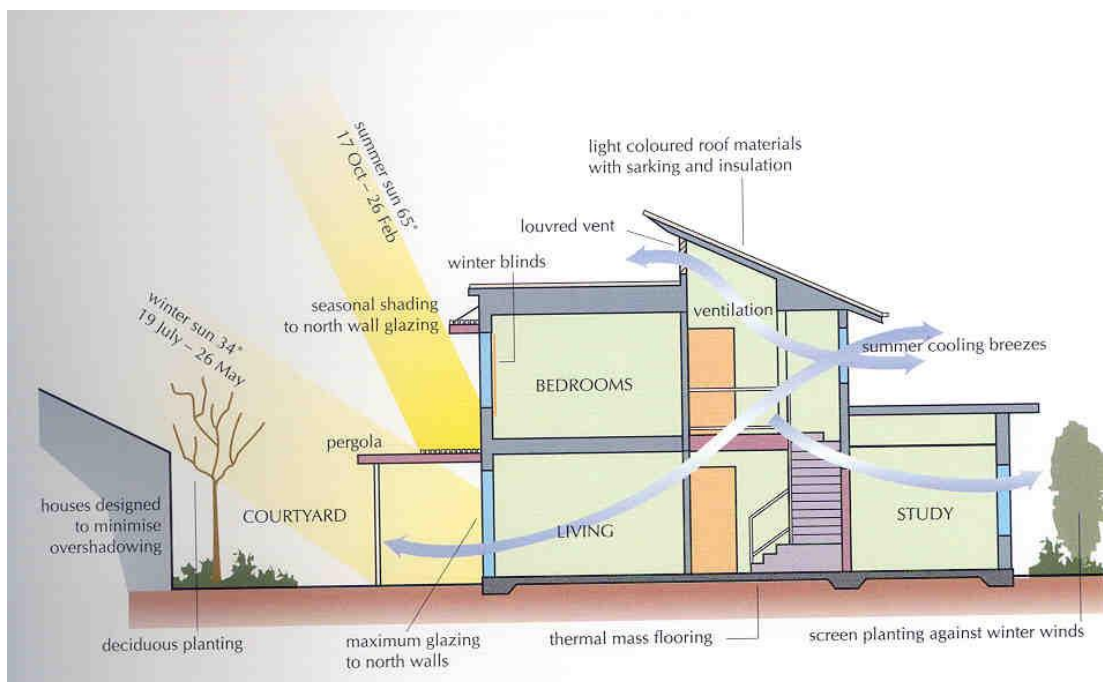 summer sun 65°
17 Oct – 26 Feb
light coloured roof materials
with sarking and insulation
louvred vent
winter blinds
seasonal shading
to north wall glazing
winter sun 34°
19 July – 26 May
ventilation
summer cooling breezes
BEDROOMS
pergola
houses designed
to minimise
overshadowing
COURTYARD
LIVING
STUDY
deciduous planting
maximum glazing
to north walls
thermal mass flooring
screen planting against winter winds